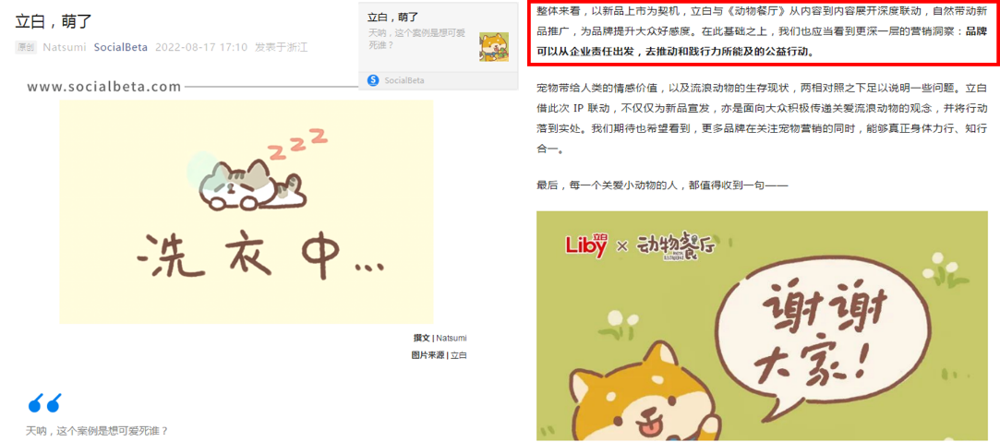 立白，萌了
原创 Natsumi SocialBeta 2022-08-17 17:10 发表于浙江
立白，萌了
天呐，这个案例是想可爱
死谁？
SocialBeta
www.socialbeta.com
zzz
洗衣中...
撰文 | Natsumi
图片来源 | 立白
天呐，这个案例是想可爱死谁？
整体来看，以新品上市为契机，立白与《动物餐厅》从内容到内容展开深度联动，自然带动新
品推广，为品牌提升大众好感度。在此基础之上，我们也应当看到更深一层的营销洞察：品牌
可以从企业责任出发，去推动和践行力所能及的公益行动。
宠物带给人类的情感价值，以及流浪动物的生存现状，两相对照之下足以说明一些问题。立白
借此次 IP 联动，不仅仅为新品宣发，亦是面向大众积极传递关爱流浪动物的观念，并将行动
落到实处。我们期待也希望看到，更多品牌在关注宠物营销的同时，能够真正身体力行、知行
合一。
最后，每一个关爱小动物的人，都值得收到一句——
立白
Liby × 动物餐厅
谢谢
大家！